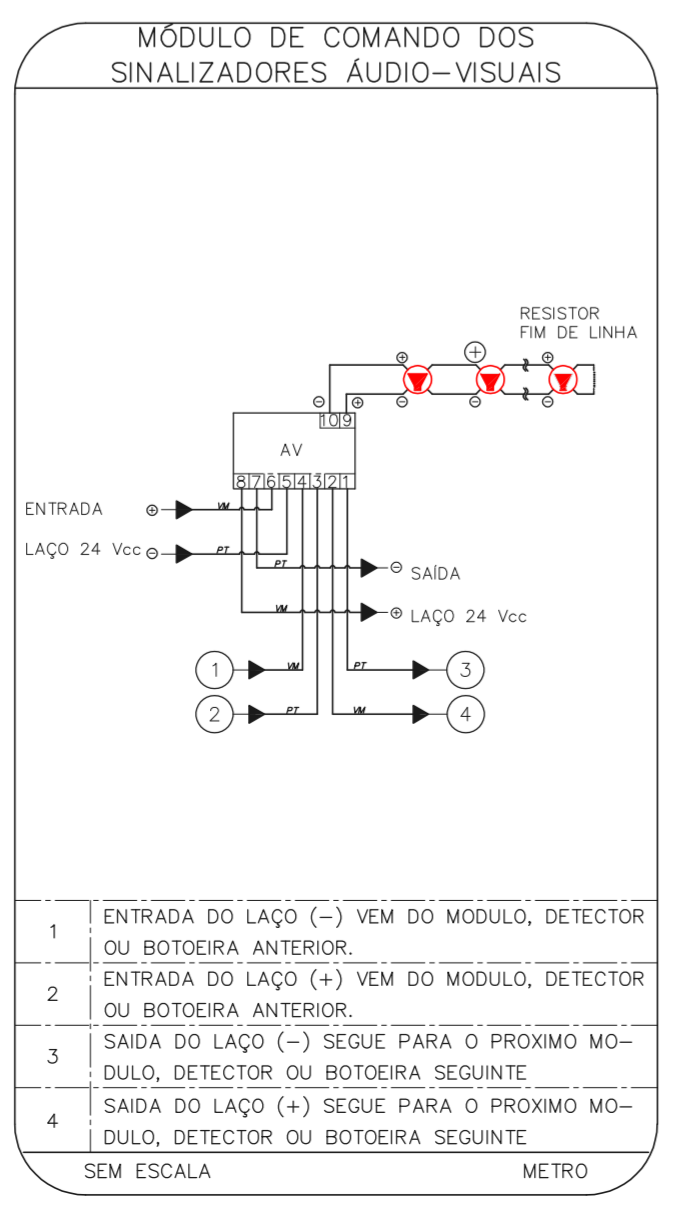 MÓDULO DE COMANDO DOS
SINALIZADORES ÁUDIO-VISUAIS
RESISTOR
FIM DE LINHA
+
+
+
-
+
-
-
-
10 9
AV
8 7 6 5 4 3 2 1
ENTRADA + VM
LAÇO 24 Vcc - PT
PT - SAÍDA
VM + LAÇO 24 Vcc
1 VM PT 3
2 PT VM 4
1 ENTRADA DO LAÇO (-) VEM DO MODULO, DETECTOR
OU BOTOEIRA ANTERIOR.
2 ENTRADA DO LAÇO (+) VEM DO MODULO, DETECTOR
OU BOTOEIRA ANTERIOR.
3 SAIDA DO LAÇO (-) SEGUE PARA O PROXIMO MO-
DULO, DETECTOR OU BOTOEIRA SEGUINTE
4 SAIDA DO LAÇO (+) SEGUE PARA O PROXIMO MO-
DULO, DETECTOR OU BOTOEIRA SEGUINTE
SEM ESCALA METRO